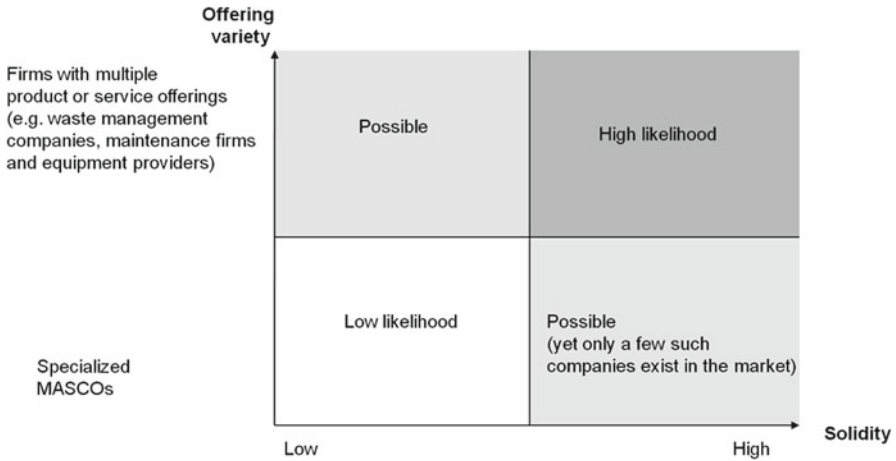 Offering
variety
Firms with multiple
product or service offerings
(e.g. waste management
companies, maintenance firms
and equipment providers)
Possible
High likelihood
Low likelihood
Possible
(yet only a few such
companies exist in the market)
Specialized
MASCOs
Low
High
Solidity